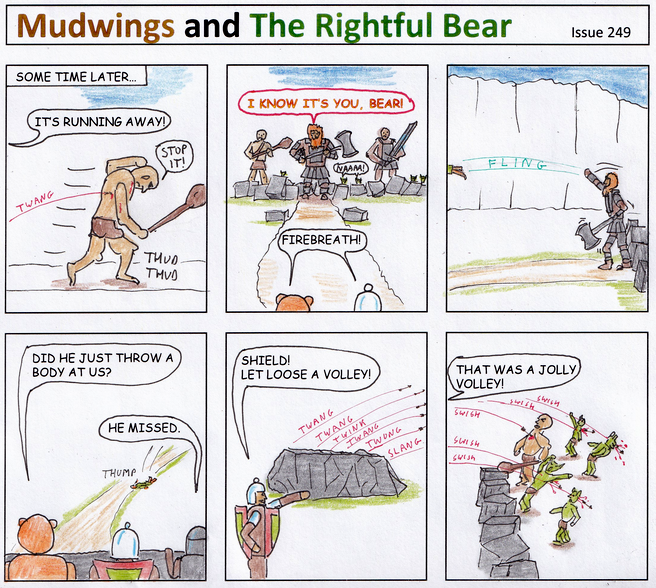 Mudwings and The Rightful Bear
Issue 249
SOME TIME LATER...
IT'S RUNNING AWAY!
STOP
IT!
TWANG
THUD
THUD
I KNOW IT'S YOU, BEAR!
NAAAA!
FIREBREATH!
FLING
DID HE JUST THROW A
BODY AT US?
HE MISSED.
THUMP
SHIELD!
LET LOOSE A VOLLEY!
TWANG
TWANG
TWINK
TWANG
TWONG
SLANG
THAT WAS A JOLLY
VOLLEY!
SWISH
SWISH
SWISH
SWISH
SWISH